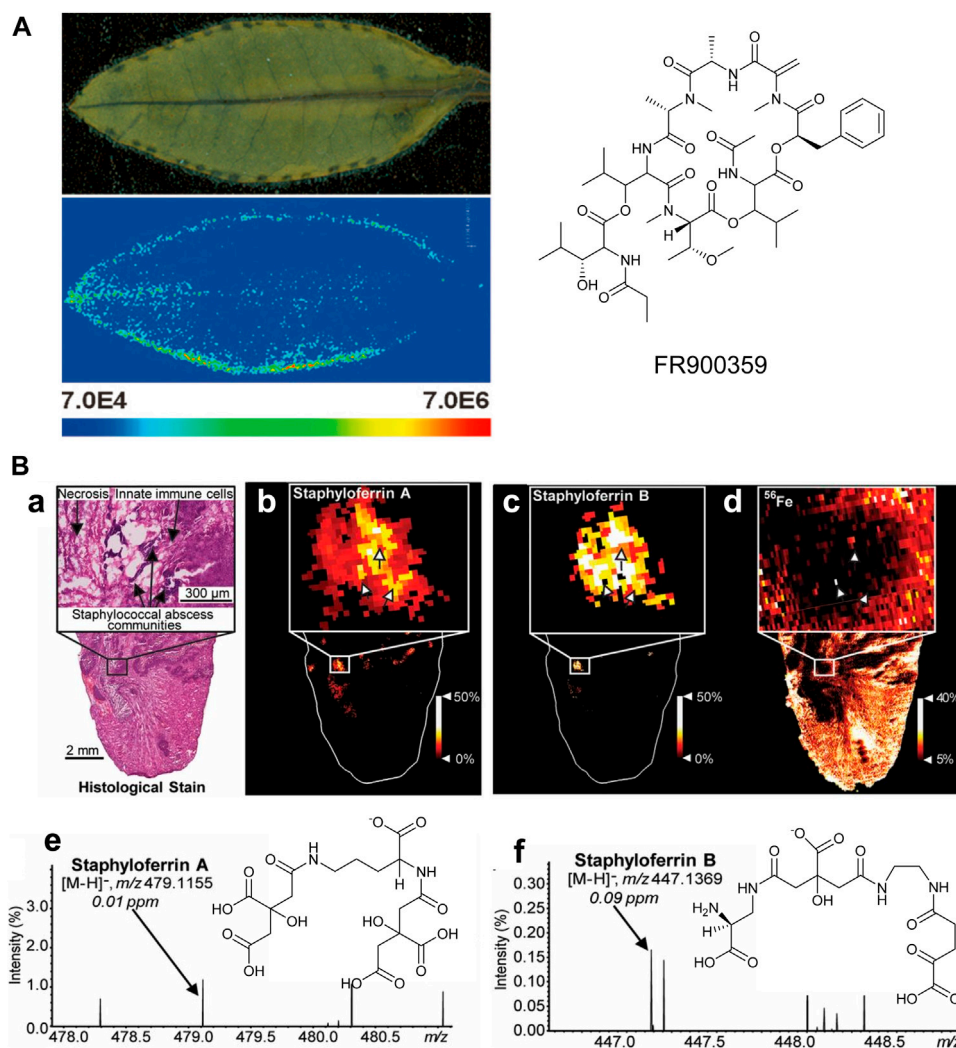 A
FR900359
7.0E4 7.0E6
B
a
Necrosis Innate immune cells
300 µm
Staphylococcal abscess
communities
2 mm
Histological Stain
b
Staphyloferrin A
50%
0%
c
Staphyloferrin B
50%
0%
d
56Fe
40%
5%
e
Staphyloferrin A
[M-H]-, m/z 479.1155
0.01 ppm
Intensity (%)
3.0
2.0
1.0
0.0
478.0 478.5 479.0 479.5 480.0 480.5 m/z
f
Staphyloferrin B
[M-H]-, m/z 447.1369
0.09 ppm
Intensity (%)
0.30
0.25
0.20
0.15
0.10
0.05
0.00
447.0 447.5 448.0 448.5 m/z